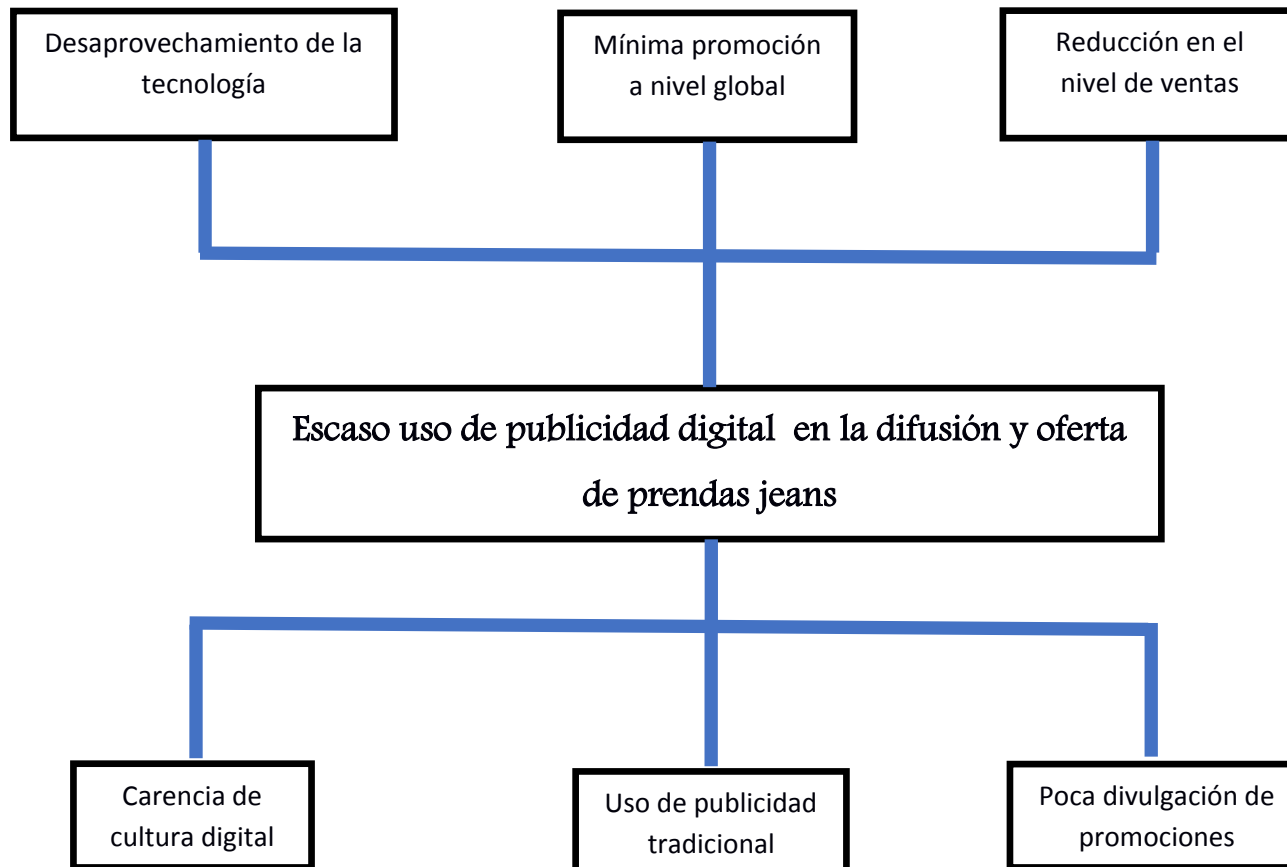 Desaprovechamiento de la
tecnología
Mínima promoción
a nivel global
Reducción en el
nivel de ventas
Escaso uso de publicidad digital  en la difusión y oferta
de prendas jeans
Carencia de
cultura digital
Uso de publicidad
tradicional
Poca divulgación de
promociones